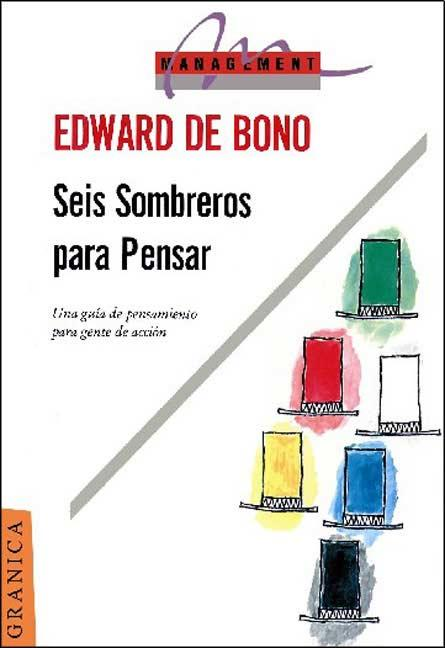 MANAGEMENT
EDWARD DE BONO
Seis Sombreros
para Pensar
Una guía de pensamiento
para gente de acción
GRANICA